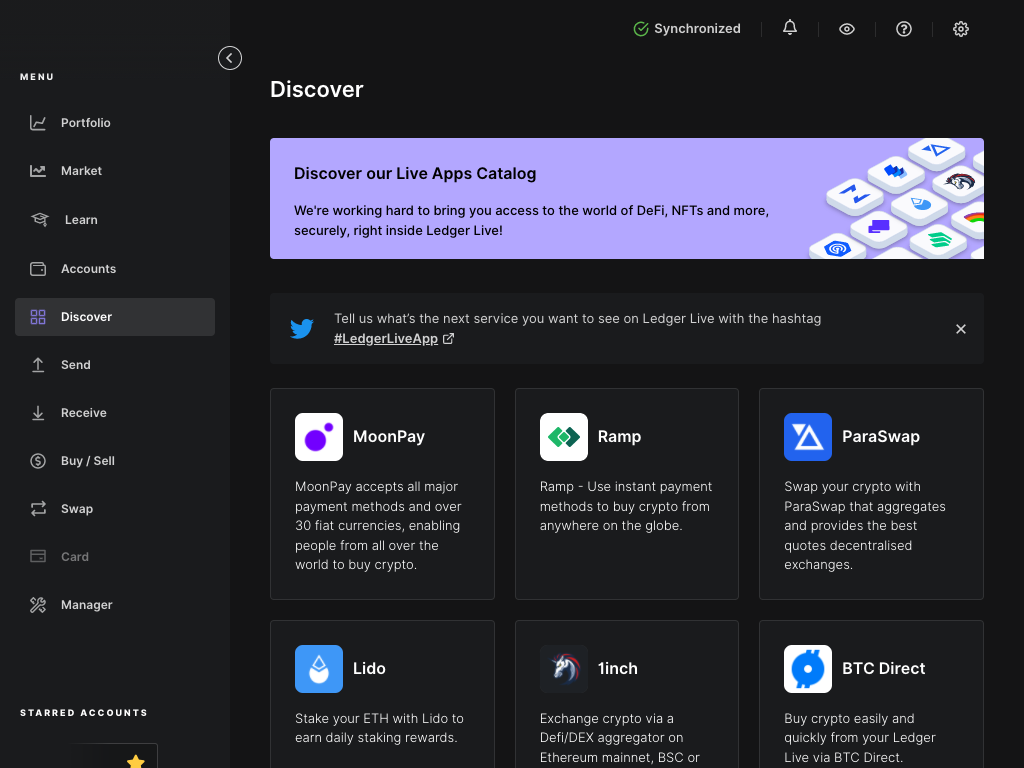 Synchronized
MENU
Portfolio
Market
Learn
Accounts
Discover
Send
Receive
Buy / Sell
Swap
Card
Manager
STARRED ACCOUNTS
Discover
Discover our Live Apps Catalog
We're working hard to bring you access to the world of DeFi, NFTs and more,
securely, right inside Ledger Live!
Tell us what’s the next service you want to see on Ledger Live with the hashtag
#LedgerLiveApp
MoonPay
MoonPay accepts all major
payment methods and over
30 fiat currencies, enabling
people from all over the
world to buy crypto.
Ramp
Ramp - Use instant payment
methods to buy crypto from
anywhere on the globe.
ParaSwap
Swap your crypto with
ParaSwap that aggregates
and provides the best
quotes decentralised
exchanges.
Lido
Stake your ETH with Lido to
earn daily staking rewards.
1inch
Exchange crypto via a
Defi/DEX aggregator on
Ethereum mainnet, BSC or
BTC Direct
Buy crypto easily and
quickly from your Ledger
Live via BTC Direct.